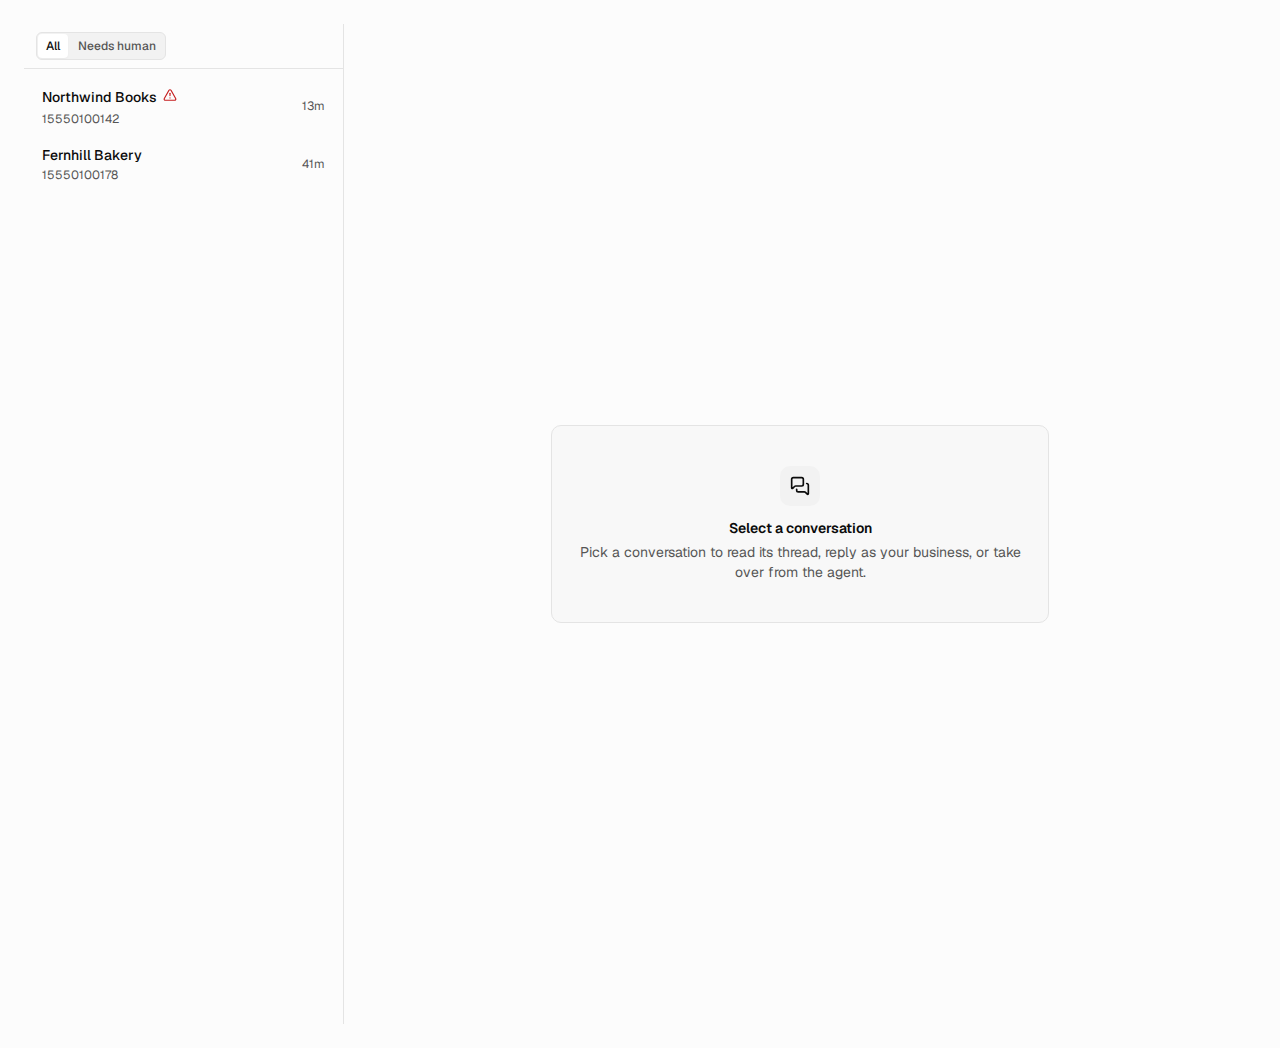 All
Needs human
Northwind Books
15550100142
13m
Fernhill Bakery
15550100178
41m
Select a conversation
Pick a conversation to read its thread, reply as your business, or take
over from the agent.